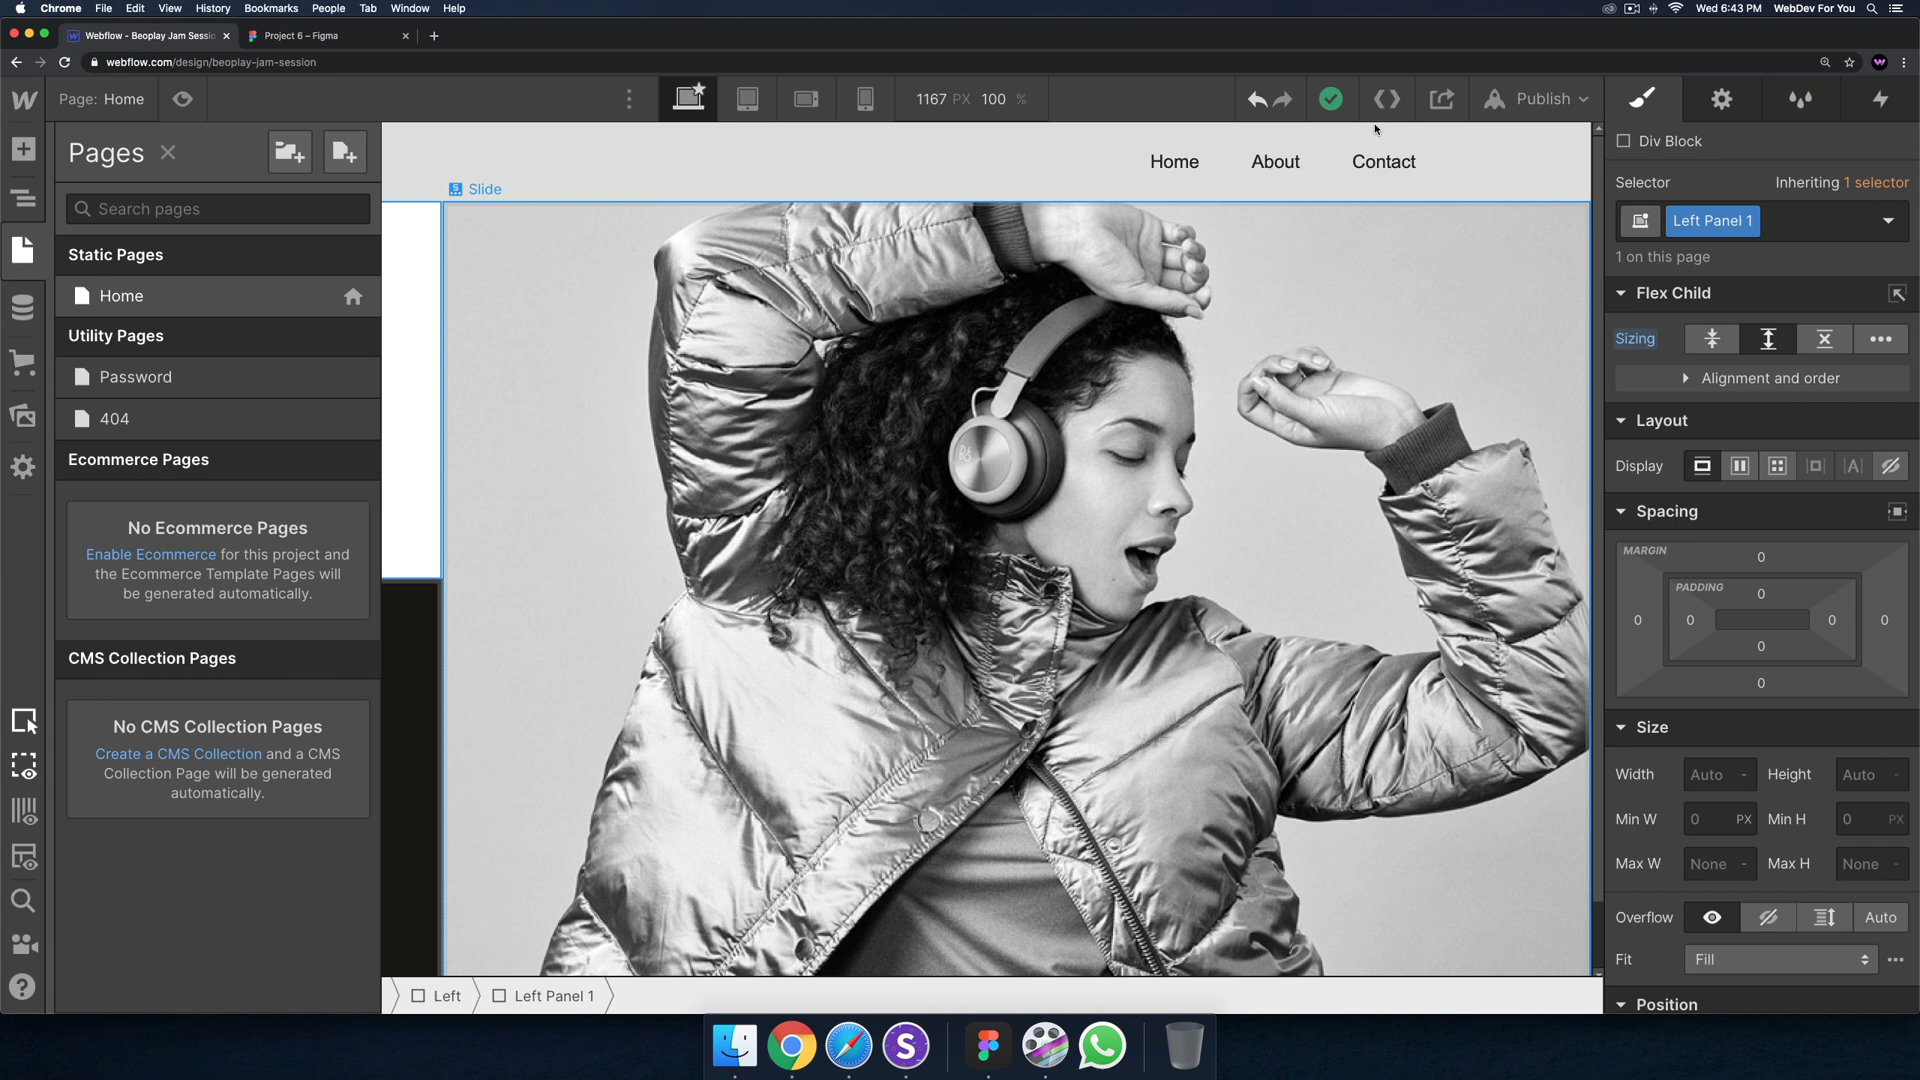 Chrome File Edit View History Bookmarks People Tab Window Help
Wed 6:43 PM WebDev For You
Webflow - Beoplay Jam Sessio
Project 6 – Figma
webflow.com/design/beoplay-jam-session
Page: Home
1167 PX 100 %
Publish
Pages
Search pages
Static Pages
Home
Utility Pages
Password
404
Ecommerce Pages
No Ecommerce Pages
Enable Ecommerce for this project and
the Ecommerce Template Pages will
be generated automatically.
CMS Collection Pages
No CMS Collection Pages
Create a CMS Collection and a CMS
Collection Page will be generated
automatically.
Home About Contact
Slide
Left
Left Panel 1
Div Block
Selector Inheriting 1 selector
Left Panel 1
1 on this page
Flex Child
Sizing
Alignment and order
Layout
Display
Spacing
MARGIN
0
PADDING
0
0 0 0 0
0
0
Size
Width Auto - Height Auto -
Min W 0 PX Min H 0 PX
Max W None - Max H None -
Overflow Auto
Fit Fill
Position